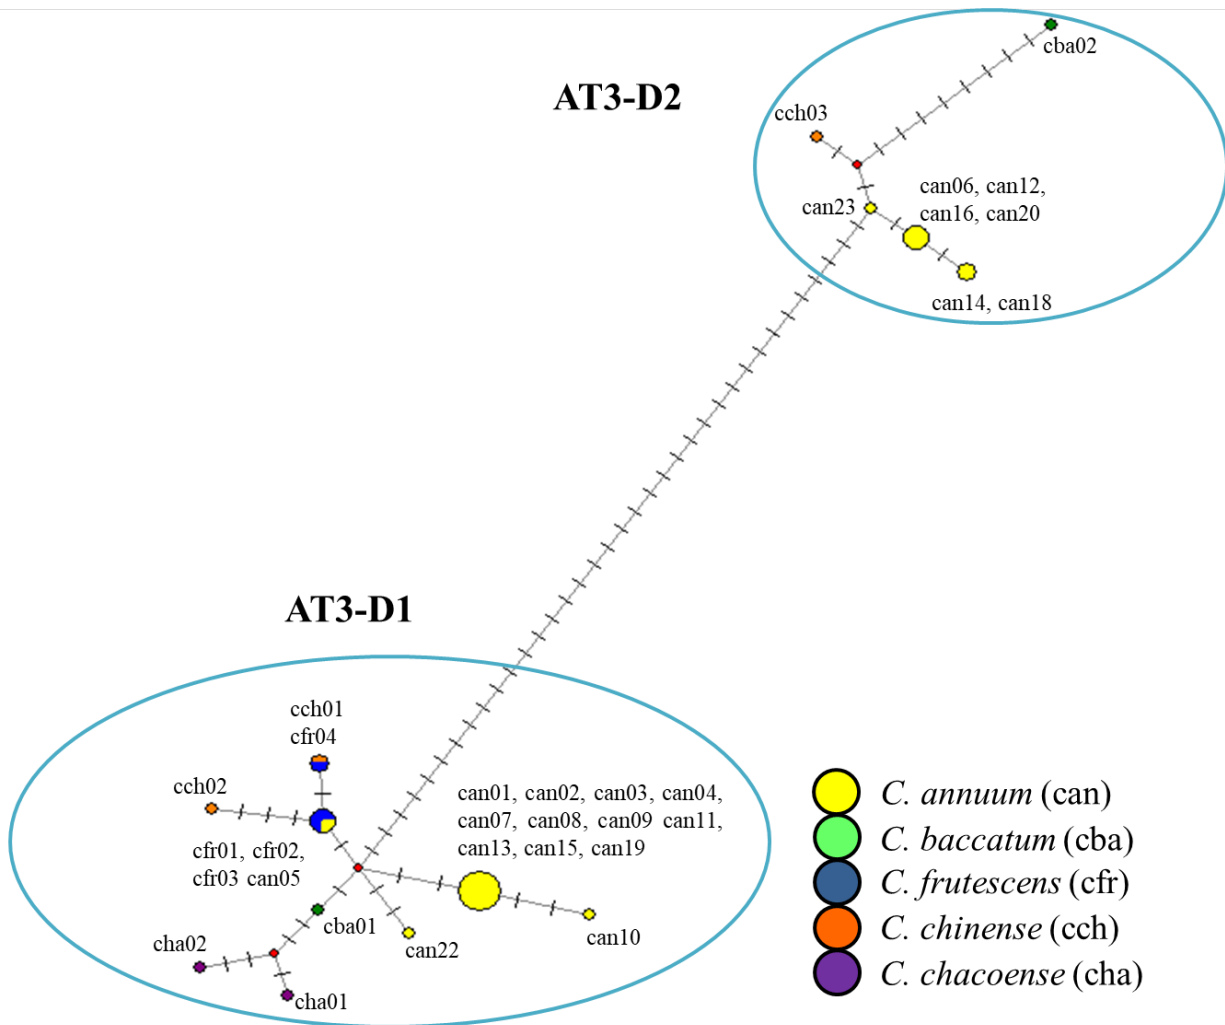 cba02
AT3-D2
cch03
can06, can12,
can16, can20
can23
can14, can18
AT3-D1
cch01
cfr04
cch02
can01, can02, can03, can04,
can07, can08, can09 can11,
can13, can15, can19
cfr01, cfr02,
cfr03 can05
cba01
can22
can10
cha02
cha01
C. annuum (can)
C. baccatum (cba)
C. frutescens (cfr)
C. chinense (cch)
C. chacoense (cha)